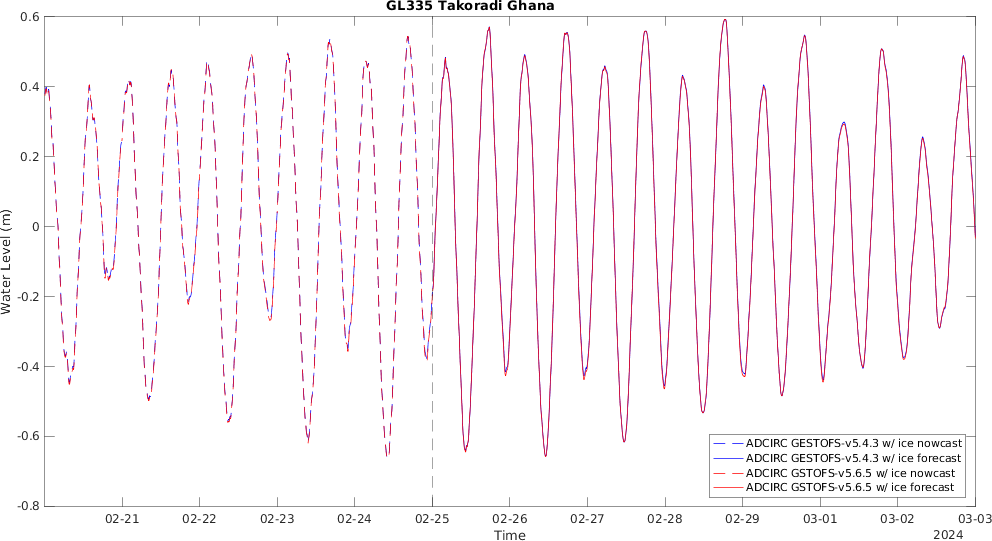 GL335 Takoradi Ghana
Water Level (m)
0.6
0.4
0.2
0
-0.2
-0.4
-0.6
-0.8
ADCIRC GESTOFS-v5.4.3 w/ ice nowcast
ADCIRC GESTOFS-v5.4.3 w/ ice forecast
ADCIRC GSTOFS-v5.6.5 w/ ice nowcast
ADCIRC GSTOFS-v5.6.5 w/ ice forecast
02-21 02-22 02-23 02-24 02-25 02-26 02-27 02-28 02-29 03-01 03-02 03-03
Time
2024